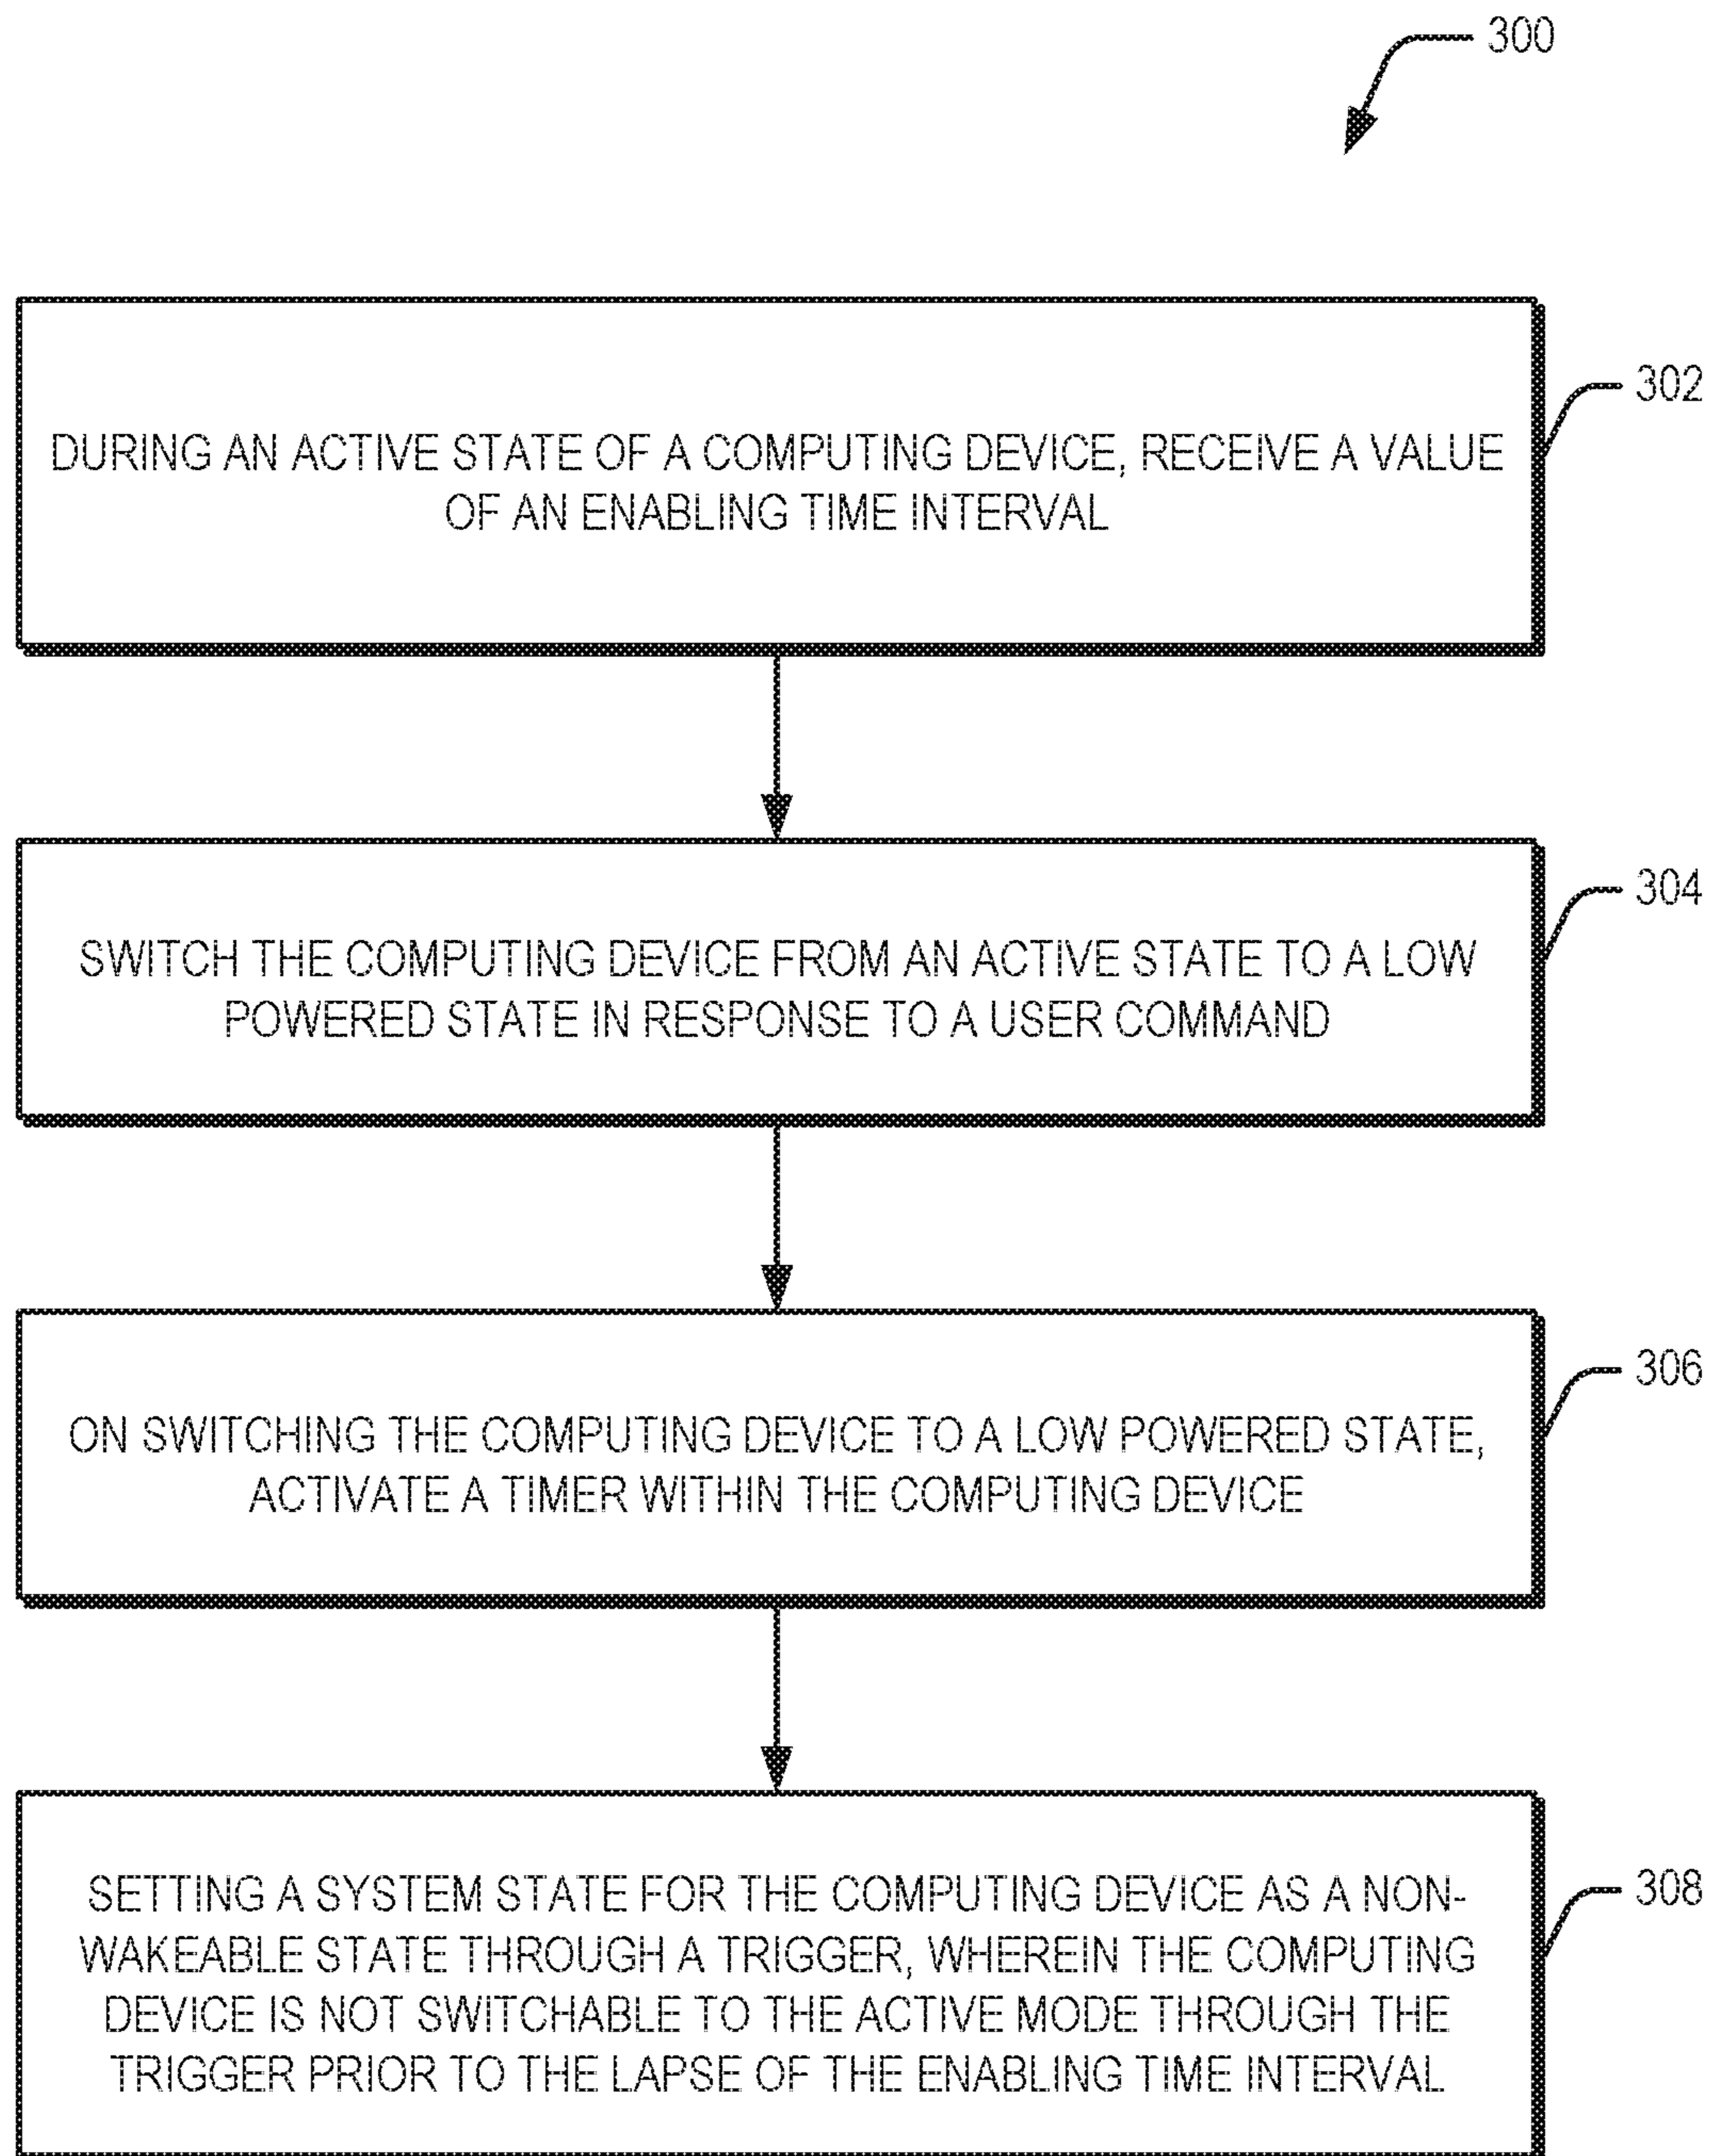 300
302
DURING AN ACTIVE STATE OF A COMPUTING DEVICE, RECEIVE A VALUE
OF AN ENABLING TIME INTERVAL
304
SWITCH THE COMPUTING DEVICE FROM AN ACTIVE STATE TO A LOW
POWERED STATE IN RESPONSE TO A USER COMMAND
306
ON SWITCHING THE COMPUTING DEVICE TO A LOW POWERED STATE,
ACTIVATE A TIMER WITHIN THE COMPUTING DEVICE
308
SETTING A SYSTEM STATE FOR THE COMPUTING DEVICE AS A NON-
WAKEABLE STATE THROUGH A TRIGGER, WHEREIN THE COMPUTING
DEVICE IS NOT SWITCHABLE TO THE ACTIVE MODE THROUGH THE
TRIGGER PRIOR TO THE LAPSE OF THE ENABLING TIME INTERVAL